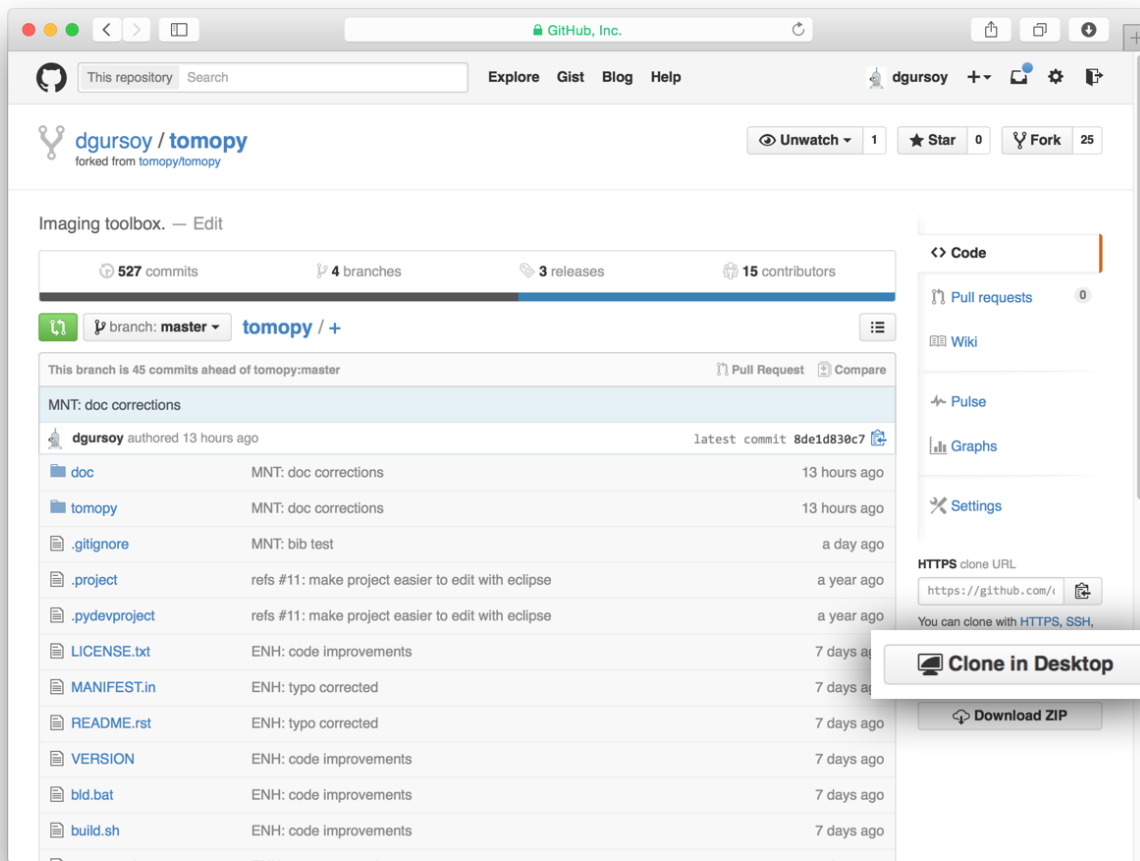 GitHub, Inc.
This repository Search Explore Gist Blog Help dgursoy
dgursoy / tomopy
forked from tomopy/tomopy
Unwatch 1 Star 0 Fork 25
Imaging toolbox. — Edit
527 commits 4 branches 3 releases 15 contributors
branch: master tomopy / +
This branch is 45 commits ahead of tomopy:master Pull Request Compare
MNT: doc corrections
dgursoy authored 13 hours ago latest commit 8de1d830c7
doc MNT: doc corrections 13 hours ago
tomopy MNT: doc corrections 13 hours ago
.gitignore MNT: bib test a day ago
.project refs #11: make project easier to edit with eclipse a year ago
.pydevproject refs #11: make project easier to edit with eclipse a year ago
LICENSE.txt ENH: code improvements 7 days
MANIFEST.in ENH: typo corrected 7 days
README.rst ENH: typo corrected 7 days ago
VERSION ENH: code improvements 7 days ago
bld.bat ENH: code improvements 7 days ago
build.sh ENH: code improvements 7 days ago
Code
Pull requests 0
Wiki
Pulse
Graphs
Settings
HTTPS clone URL
https://github.com/
You can clone with HTTPS, SSH,
Clone in Desktop
Download ZIP